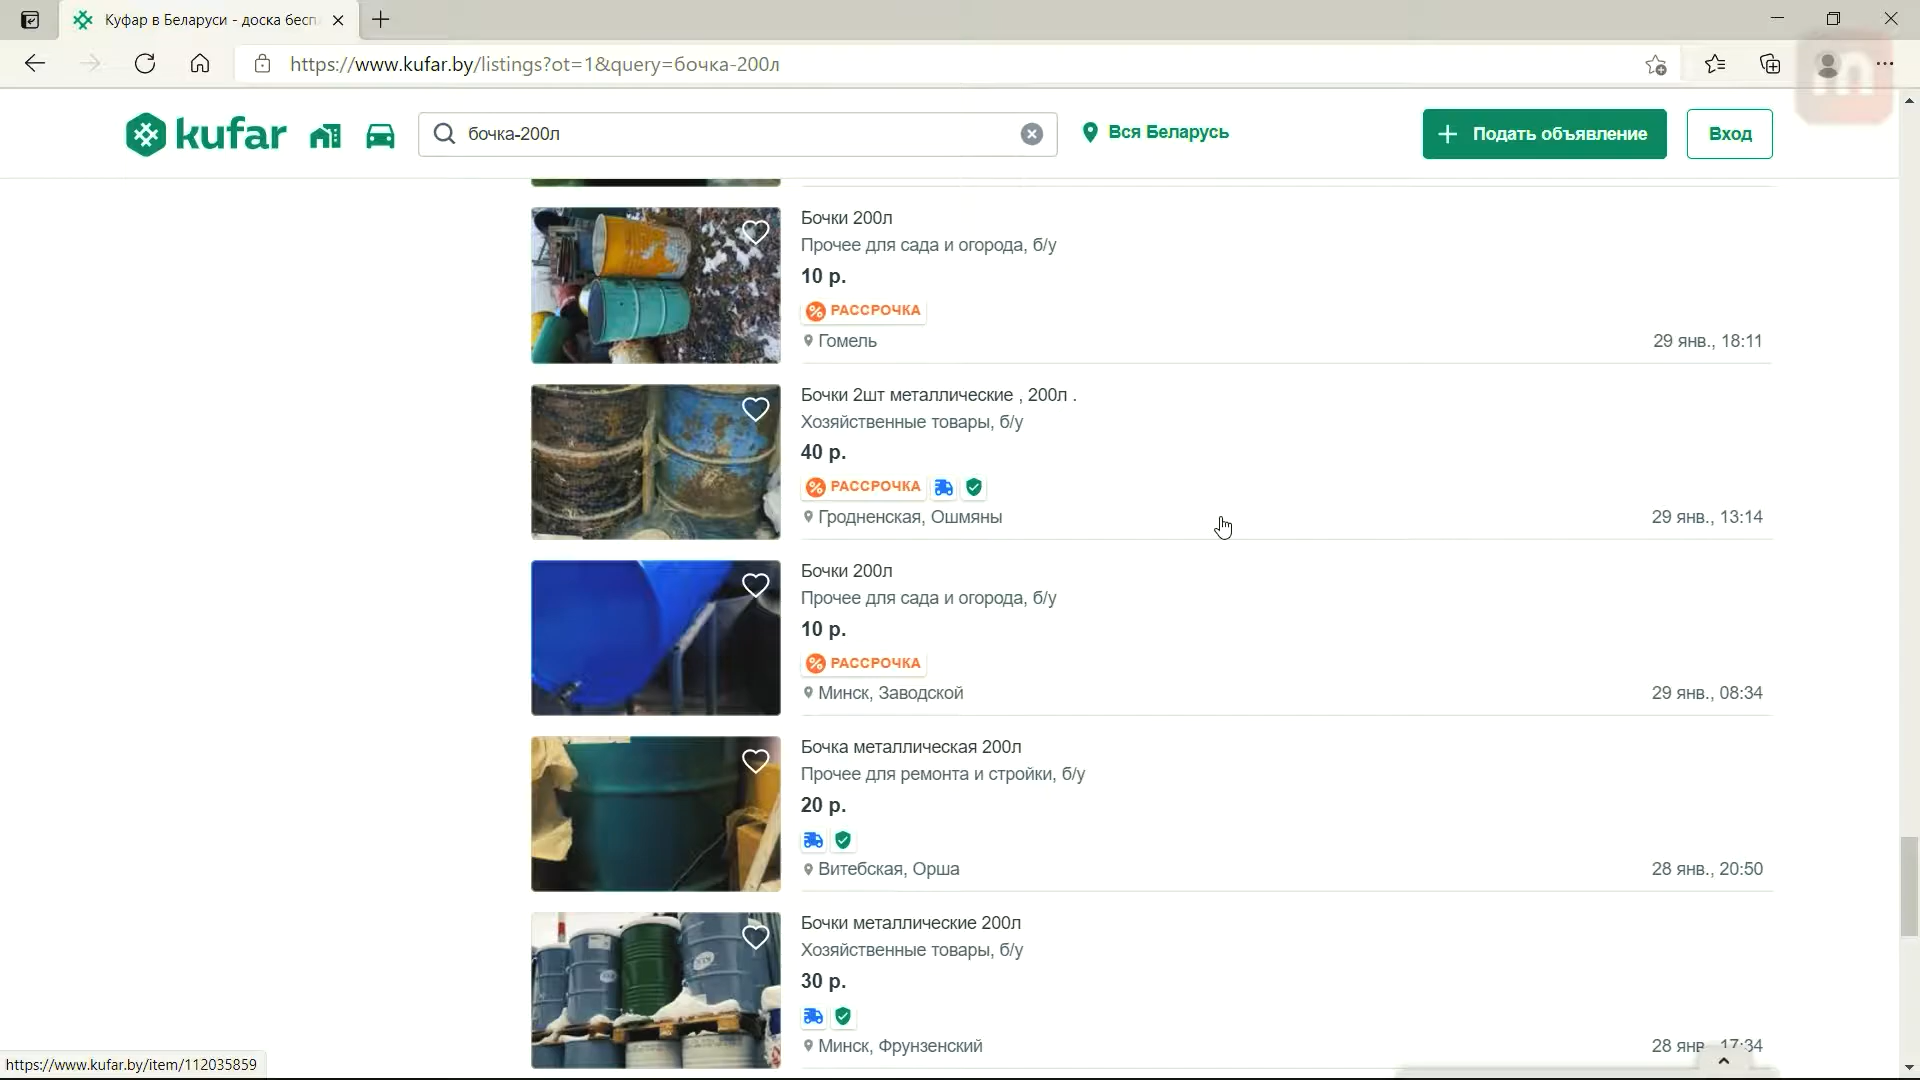 Куфар в Беларуси - доска бесп
https://www.kufar.by/listings?ot=1&query=бочка-200л
m
kufar
бочка-200л
Вся Беларусь
Подать объявление
Вход
Бочки 200л
Прочее для сада и огорода, б/у
10 р.
РАССРОЧКА
Гомель
29 янв., 18:11
Бочки 2шт металлические , 200л .
Хозяйственные товары, б/у
40 р.
РАССРОЧКА
Гродненская, Ошмяны
29 янв., 13:14
Бочки 200л
Прочее для сада и огорода, б/у
10 р.
РАССРОЧКА
Минск, Заводской
29 янв., 08:34
Бочка металлическая 200л
Прочее для ремонта и стройки, б/у
20 р.
Витебская, Орша
28 янв., 20:50
Бочки металлические 200л
Хозяйственные товары, б/у
30 р.
Минск, Фрунзенский
28 янв., 17:34
https://www.kufar.by/item/112035859